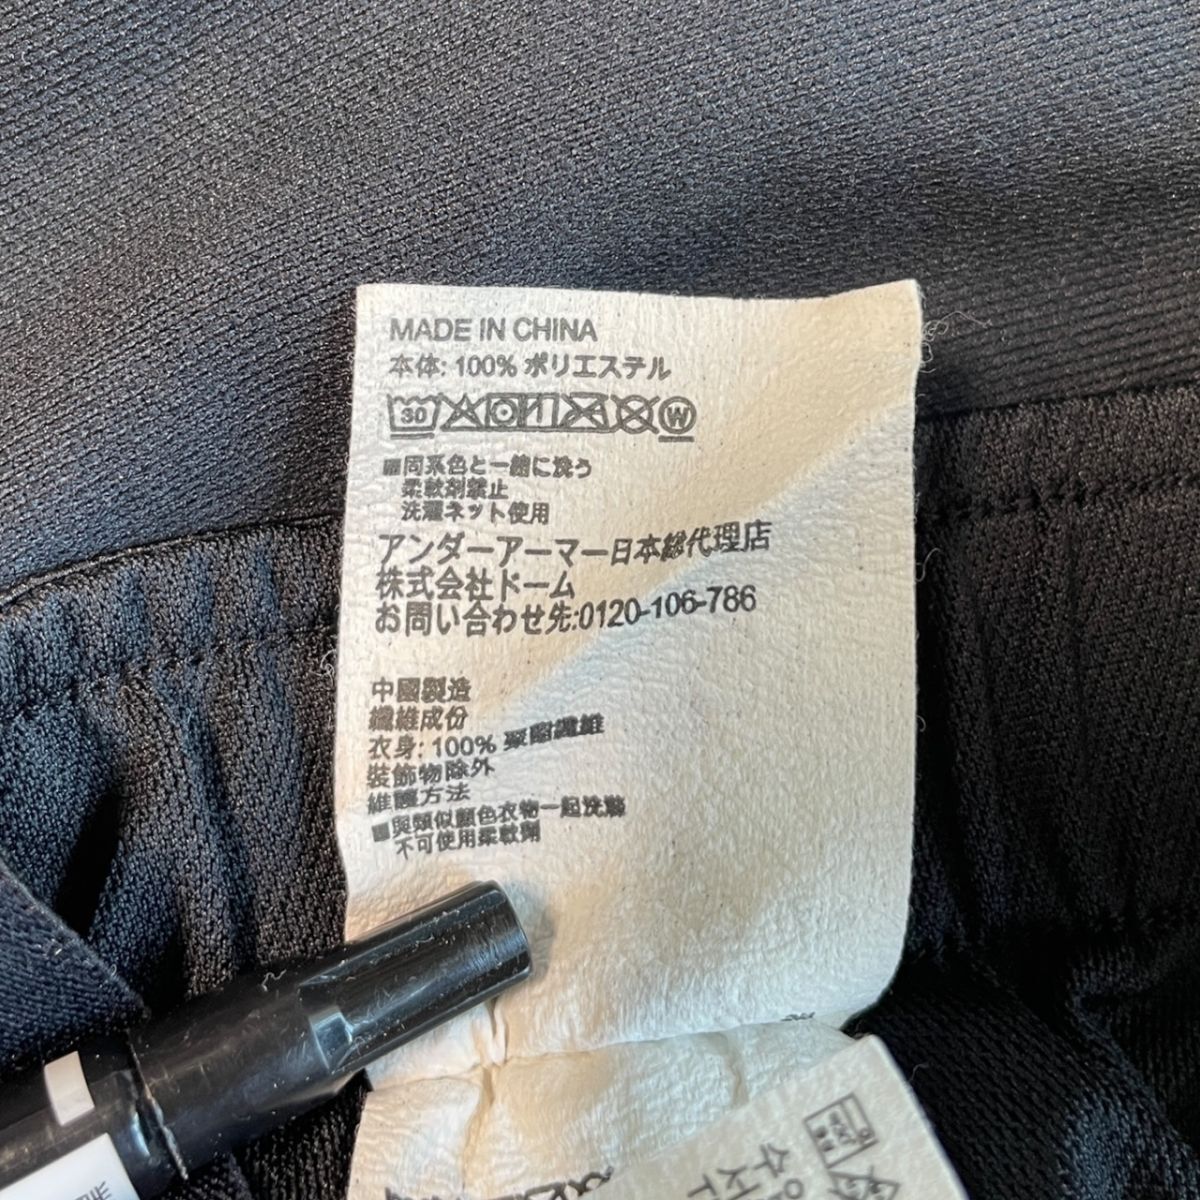 MADE IN CHINA
本体: 100% ポリエステル
30 W
■同系色と一緒に洗う
柔軟剤禁止
洗濯ネット使用
アンダーアーマー日本総代理店
株式会社ドーム
お問い合わせ先:0120-106-786
中國製造
纖維成份
衣身: 100% 聚酯纖維
裝飾物除外
維護方法
■與類似顏色衣物一起洗滌
不可使用柔軟劑